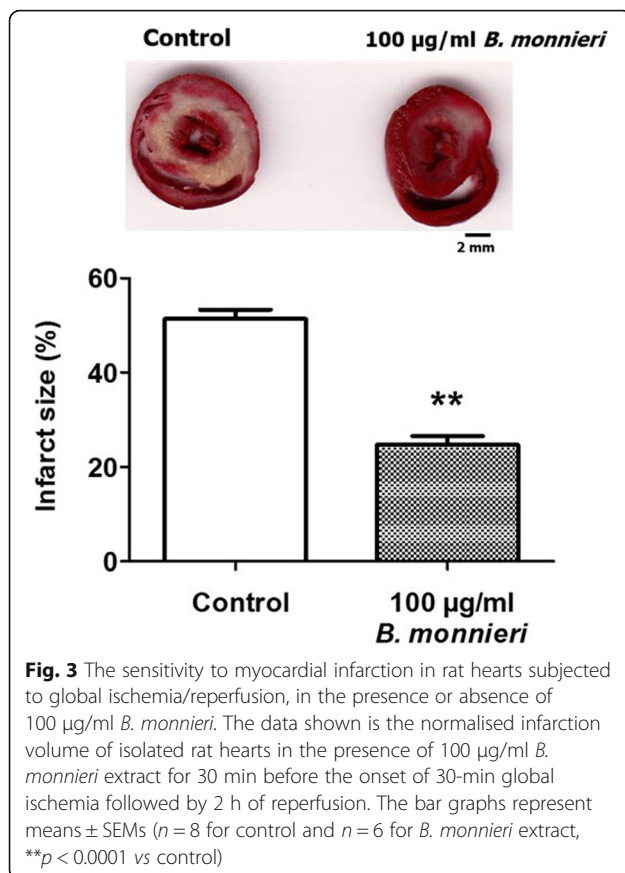 Control 100 µg/ml B. monnieri
2 mm
60
40
20
0
Infarct size (%)
**
Control 100 µg/ml
B. monnieri
Fig. 3 The sensitivity to myocardial infarction in rat hearts subjected
to global ischemia/reperfusion, in the presence or absence of
100 µg/ml B. monnieri. The data shown is the normalised infarction
volume of isolated rat hearts in the presence of 100 µg/ml B.
monnieri extract for 30 min before the onset of 30-min global
ischemia followed by 2 h of reperfusion. The bar graphs represent
means ± SEMs (n = 8 for control and n = 6 for B. monnieri extract,
**p < 0.0001 vs control)